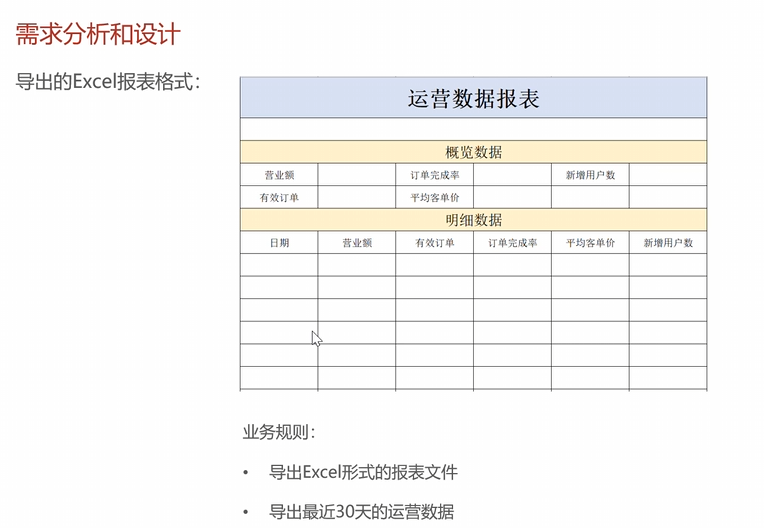 需求分析和设计
导出的Excel报表格式：
运营数据报表
概览数据
营业额 订单完成率 新增用户数
有效订单 平均客单价
明细数据
日期 营业额 有效订单 订单完成率 平均客单价 新增用户数
业务规则：
• 导出Excel形式的报表文件
• 导出最近30天的运营数据